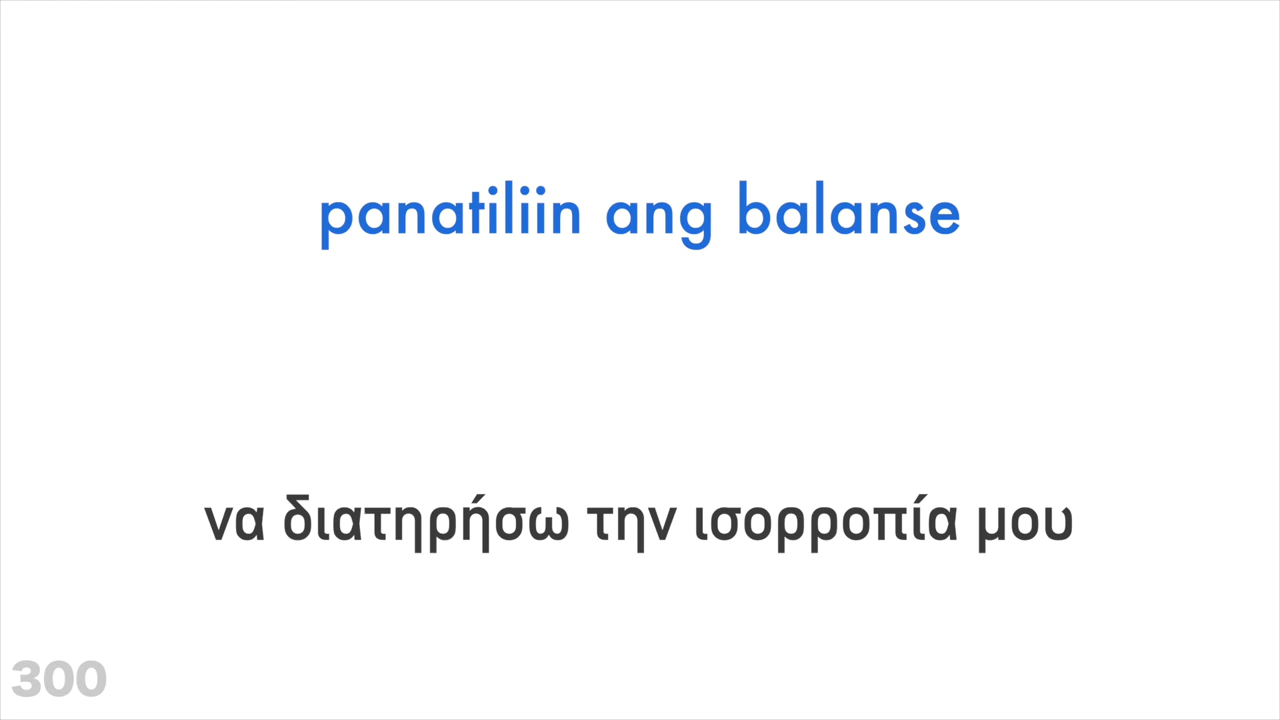 panatiliin ang balanse
να διατηρήσω την ισορροπία μου
300